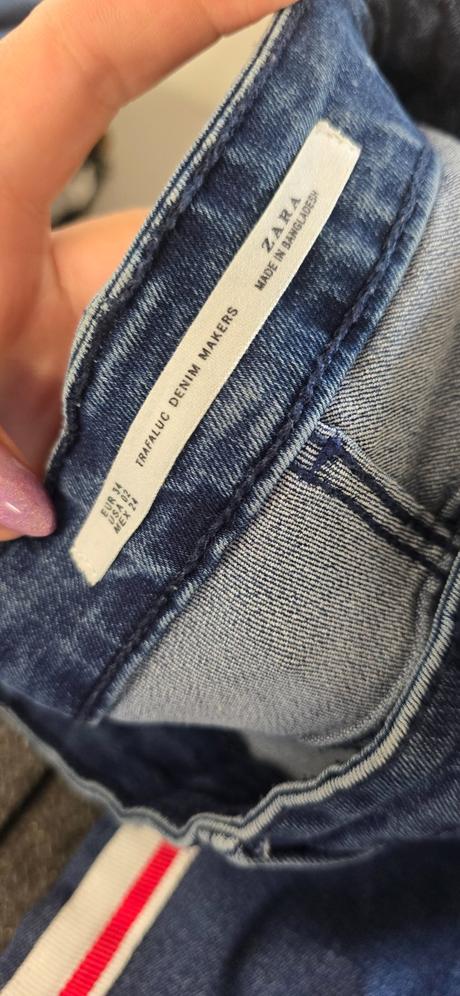 ZARA
MADE IN BANGLADESH
TRAFALUC DENIM MAKERS
EUR 34
USA 02
MEX 24